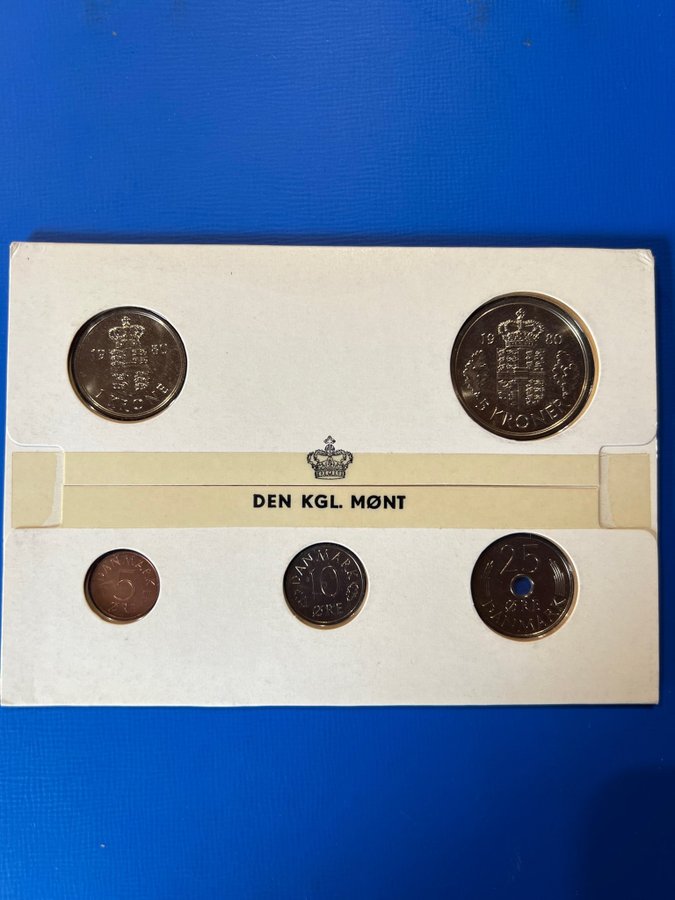 19 80
1 KRONE
19 80
5 KRONER
DEN KGL. MØNT
DANMARK
5
ØRE
DANMARK
10
ØRE
25
ØRE
DANMARK